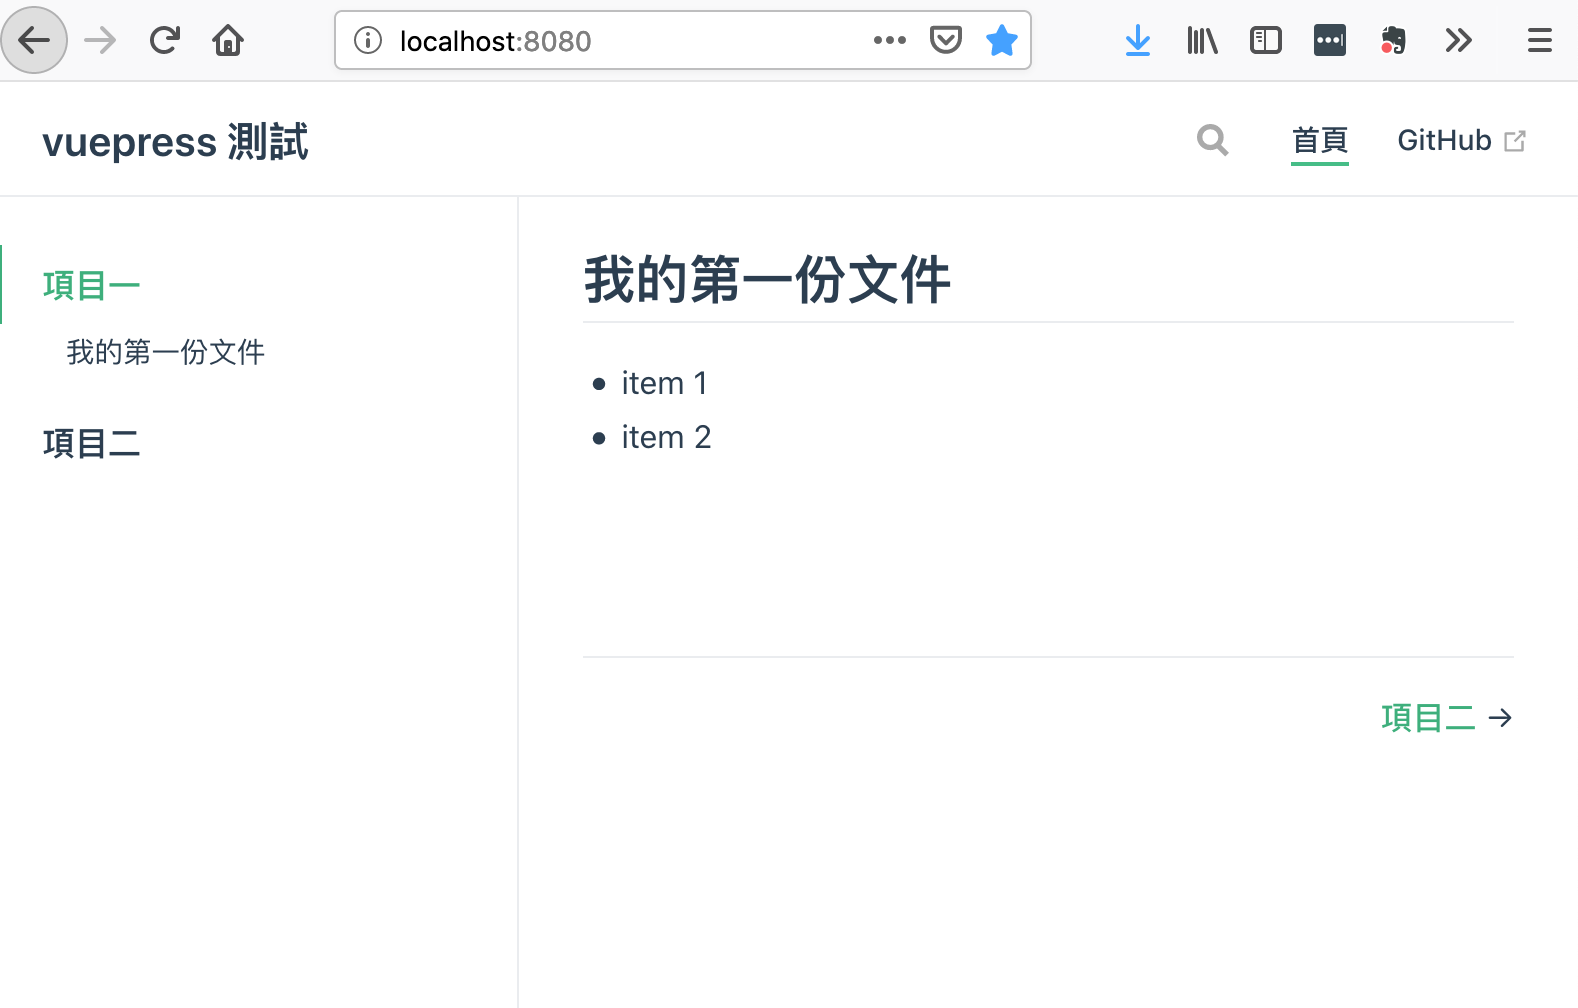 localhost:8080
vuepress 測試
首頁
GitHub
項目一
我的第一份文件
項目二
我的第一份文件
item 1
item 2
項目二 →